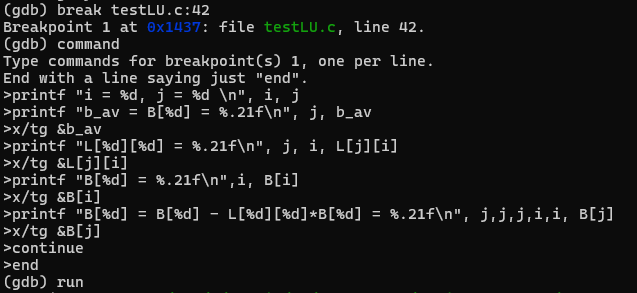 (gdb) break testLU.c:42
Breakpoint 1 at 0x1437: file testLU.c, line 42.
(gdb) command
Type commands for breakpoint(s) 1, one per line.
End with a line saying just "end".
>printf "i = %d, j = %d \n", i, j
>printf "b_av = B[%d] = %.21f\n", j, b_av
>x/tg &b_av
>printf "L[%d][%d] = %.21f\n", j, i, L[j][i]
>x/tg &L[j][i]
>printf "B[%d] = %.21f\n",i, B[i]
>x/tg &B[i]
>printf "B[%d] = B[%d] - L[%d][%d]*B[%d] = %.21f\n", j,j,j,i,i, B[j]
>x/tg &B[j]
>continue
>end
(gdb) run